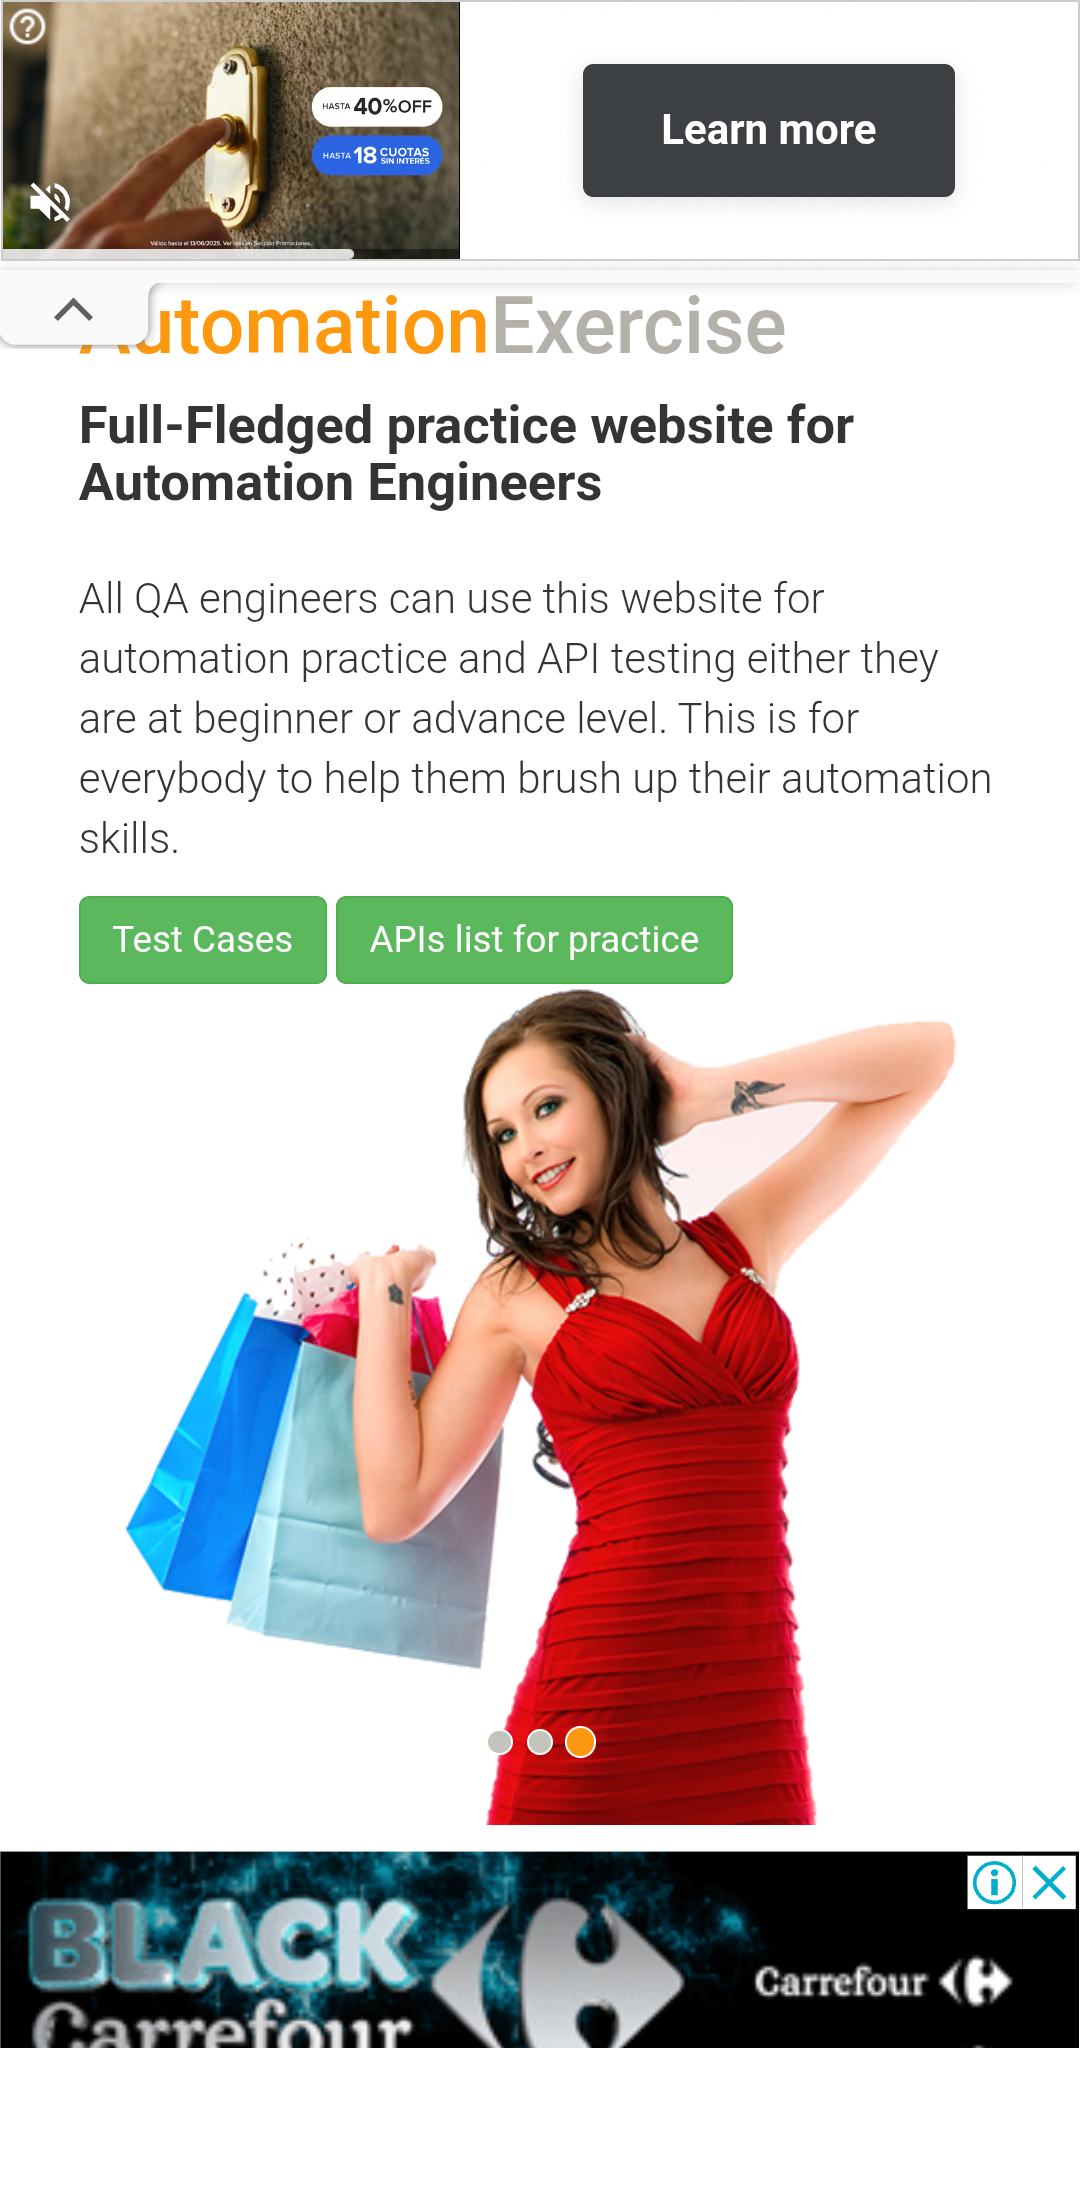 HASTA 40%OFF
HASTA 18 CUOTAS SIN INTERÉS
Válido hasta el 13/06/2025. Ver más en Sección Promociones.
Learn more
AutomationExercise
Full-Fledged practice website for
Automation Engineers
All QA engineers can use this website for
automation practice and API testing either they
are at beginner or advance level. This is for
everybody to help them brush up their automation
skills.
Test Cases
APIs list for practice
BLACK
Carrefour
Carrefour